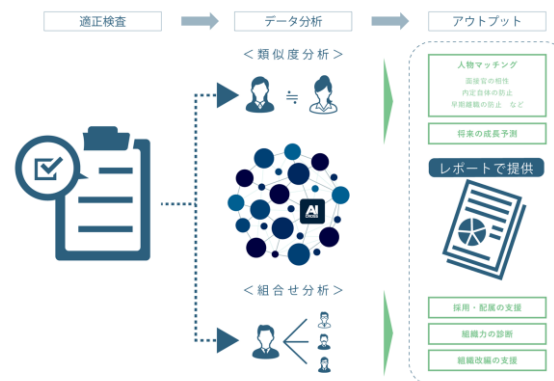 適正検査
データ分析
アウトプット
＜類似度分析＞
≒
AI
＜組合せ分析＞
人物マッチング
面接官の相性
内定自体の防止
早期離職の防止 など
将来の成長予測
レポートで提供
採用・配属の支援
組織力の診断
組織改編の支援